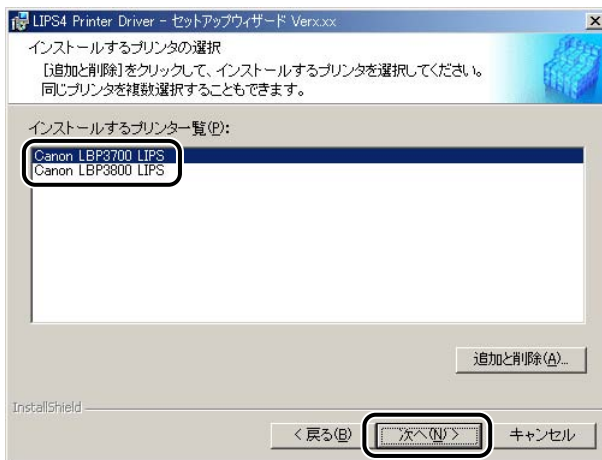 LIPS4 Printer Driver - セットアップウィザード Verx.xx
インストールするプリンタの選択
[追加と削除]をクリックして、インストールするプリンタを選択してください。
同じプリンタを複数選択することもできます。
インストールするプリンタ一覧(P):
Canon LBP3700 LIPS
Canon LBP3800 LIPS
追加と削除(A)...
InstallShield
< 戻る(B) 次へ(N) > キャンセル